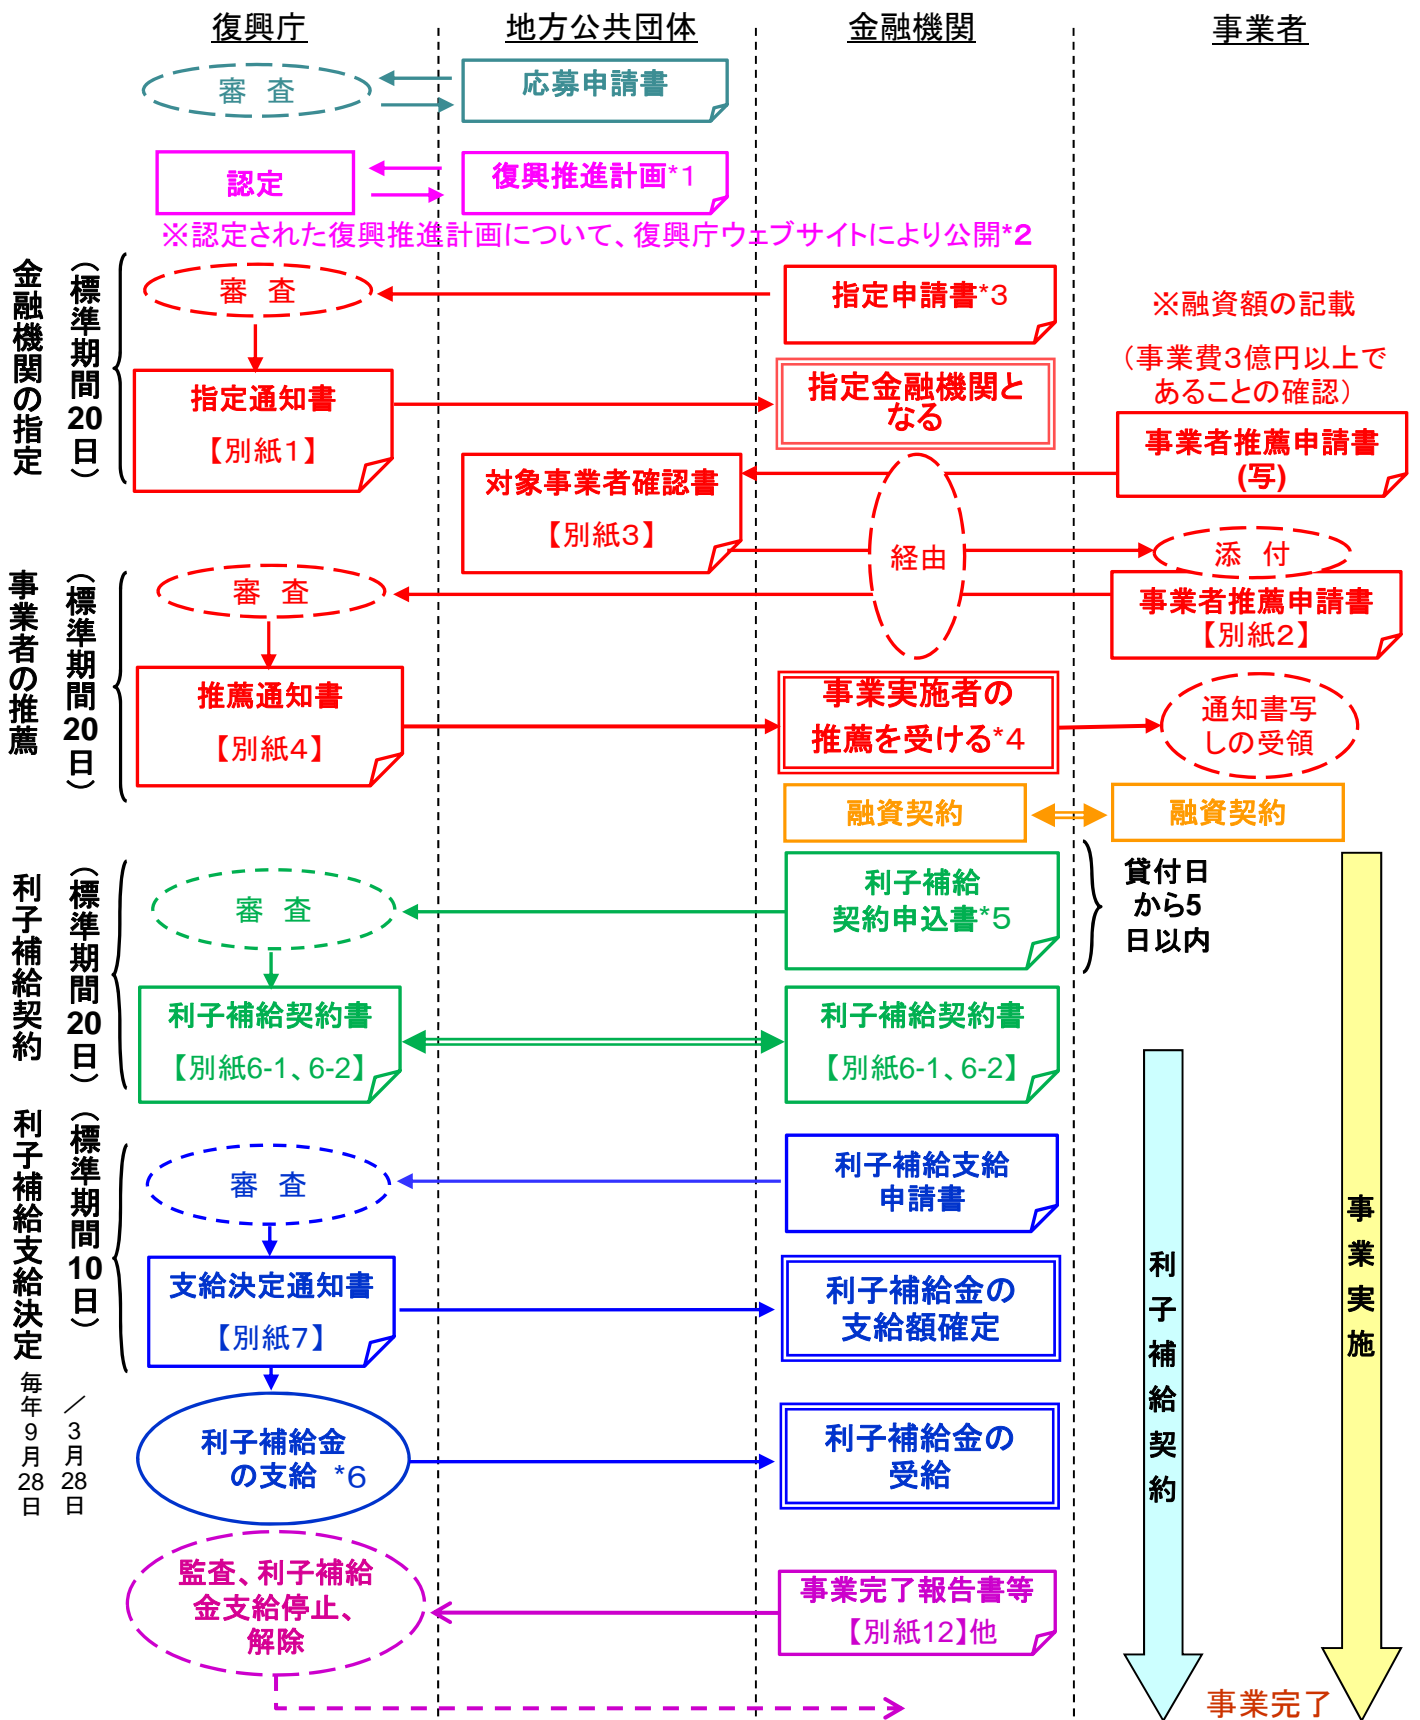 復興庁
地方公共団体
金融機関
事業者
審　査
応募申請書
認定
復興推進計画*1
※認定された復興推進計画について、復興庁ウェブサイトにより公開*2
金融機関の指定
（標準期間20日）
審　査
指定申請書*3
※融資額の記載
（事業費3億円以上で
あることの確認）
指定通知書
【別紙1】
指定金融機関と
なる
事業者推薦申請書
(写)
対象事業者確認書
【別紙3】
経由
添　付
事業者の推薦
（標準期間20日）
審　査
事業者推薦申請書
【別紙2】
推薦通知書
【別紙4】
事業実施者の
推薦を受ける*4
通知書写
しの受領
融資契約
融資契約
利子補給契約
（標準期間20日）
審　査
利子補給
契約申込書*5
貸付日
から5
日以内
利子補給契約書
【別紙6-1、6-2】
利子補給契約書
【別紙6-1、6-2】
利子補給支給決定
（標準期間10日）
審　査
利子補給支給
申請書
支給決定通知書
【別紙7】
利子補給金の
支給額確定
毎年9月28日
／3月28日
利子補給金
の支給 *6
利子補給金の
受給
利子補給契約
事業実施
監査、利子補給
金支給停止、
解除
事業完了報告書等
【別紙12】他
事業完了